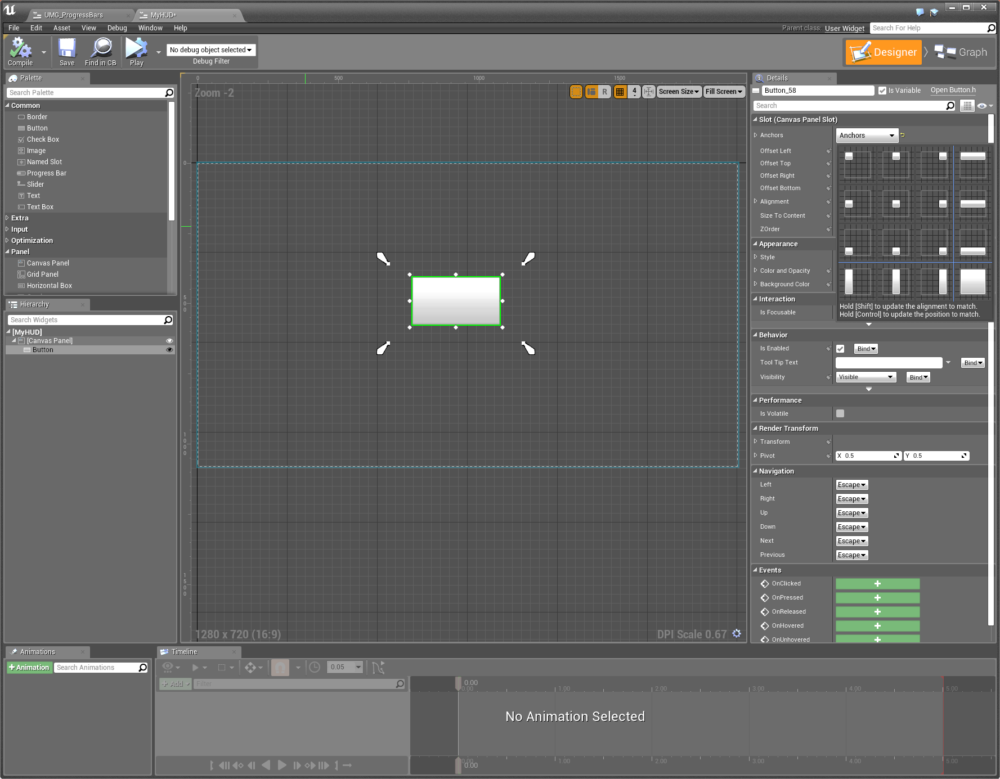 UMG_ProgressBars
MyHUD*
File Edit Asset View Debug Window Help
Parent class: User Widget
Search For Help
Compile
Save
Find in CB
Play
No debug object selected
Debug Filter
Designer
Graph
Palette
Search Palette
Common
Border
Button
Check Box
Image
Named Slot
Progress Bar
Slider
Text
Text Box
Extra
Input
Optimization
Panel
Canvas Panel
Grid Panel
Horizontal Box
Hierarchy
Search Widgets
[MyHUD]
[Canvas Panel]
Button
0 500 1000 1500
Zoom -2
R
4
Screen Size
Fill Screen
0
500
1000
1500
1280 x 720 (16:9)
DPI Scale 0.67
Details
Button_58
Is Variable
Open Button.h
Search
Slot (Canvas Panel Slot)
Anchors
Anchors
Offset Left
Offset Top
Offset Right
Offset Bottom
Alignment
Size To Content
ZOrder
Appearance
Style
Color and Opacity
Background Color
Interaction
Is Focusable
Hold [Shift] to update the alignment to match.
Hold [Control] to update the position to match.
Behavior
Is Enabled
Bind
Tool Tip Text
Bind
Visibility
Visible
Bind
Performance
Is Volatile
Render Transform
Transform
Pivot
X 0.5
Y 0.5
Navigation
Left Escape
Right Escape
Up Escape
Down Escape
Next Escape
Previous Escape
Events
OnClicked
OnPressed
OnReleased
OnHovered
OnUnhovered
Animations
+Animation
Search Animations
Timeline
0.05
+ Add
Filter
0.00
0.00 1.00 2.00 3.00 4.00 5.00
No Animation Selected
0.00 1.00 2.00 3.00 4.00 5.00
0.00